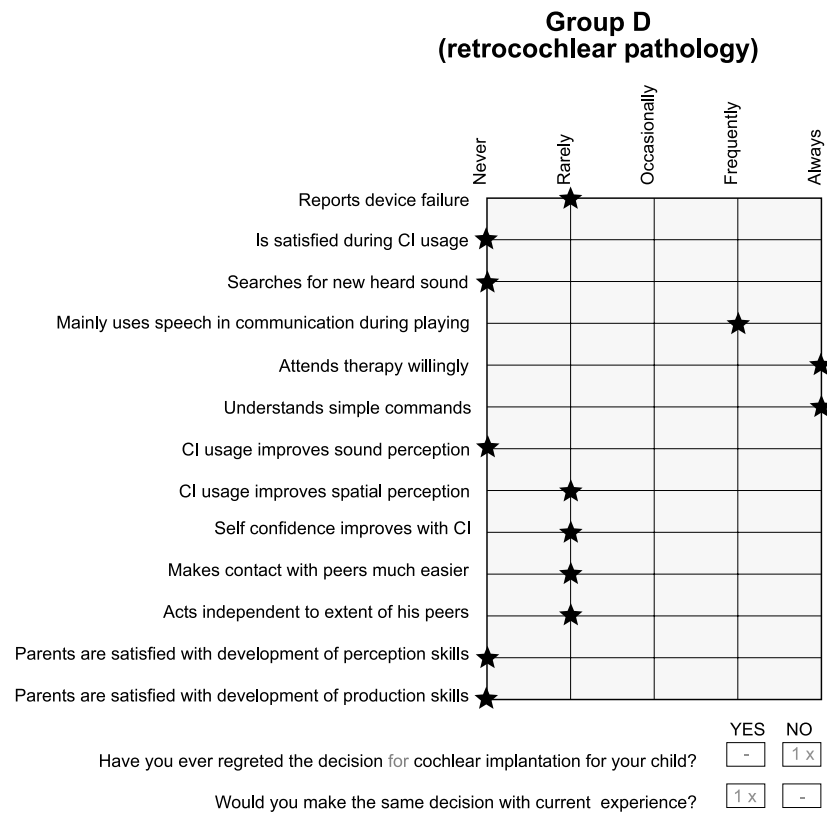 Group D
(retrocochlear pathology)
Never
Rarely
Occasionally
Frequently
Always
Reports device failure
Is satisfied during CI usage
Searches for new heard sound
Mainly uses speech in communication during playing
Attends therapy willingly
Understands simple commands
CI usage improves sound perception
CI usage improves spatial perception
Self confidence improves with CI
Makes contact with peers much easier
Acts independent to extent of his peers
Parents are satisfied with development of perception skills
Parents are satisfied with development of production skills
YES NO
Have you ever regretted the decision for cochlear implantation for your child? - 1 x
Would you make the same decision with current experience? 1 x -